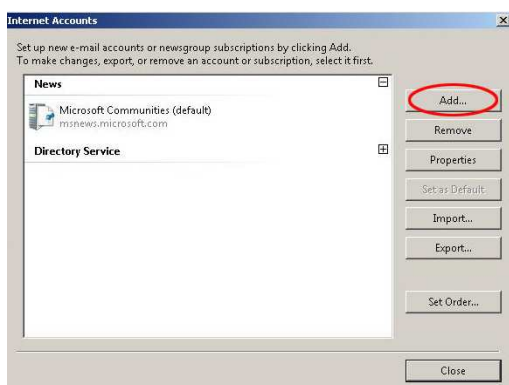 Internet Accounts
Set up new e-mail accounts or newsgroup subscriptions by clicking Add.
To make changes, export, or remove an account or subscription, select it first.
News
Microsoft Communities (default)
msnews.microsoft.com
Directory Service
Add...
Remove
Properties
Set as Default
Import...
Export...
Set Order...
Close